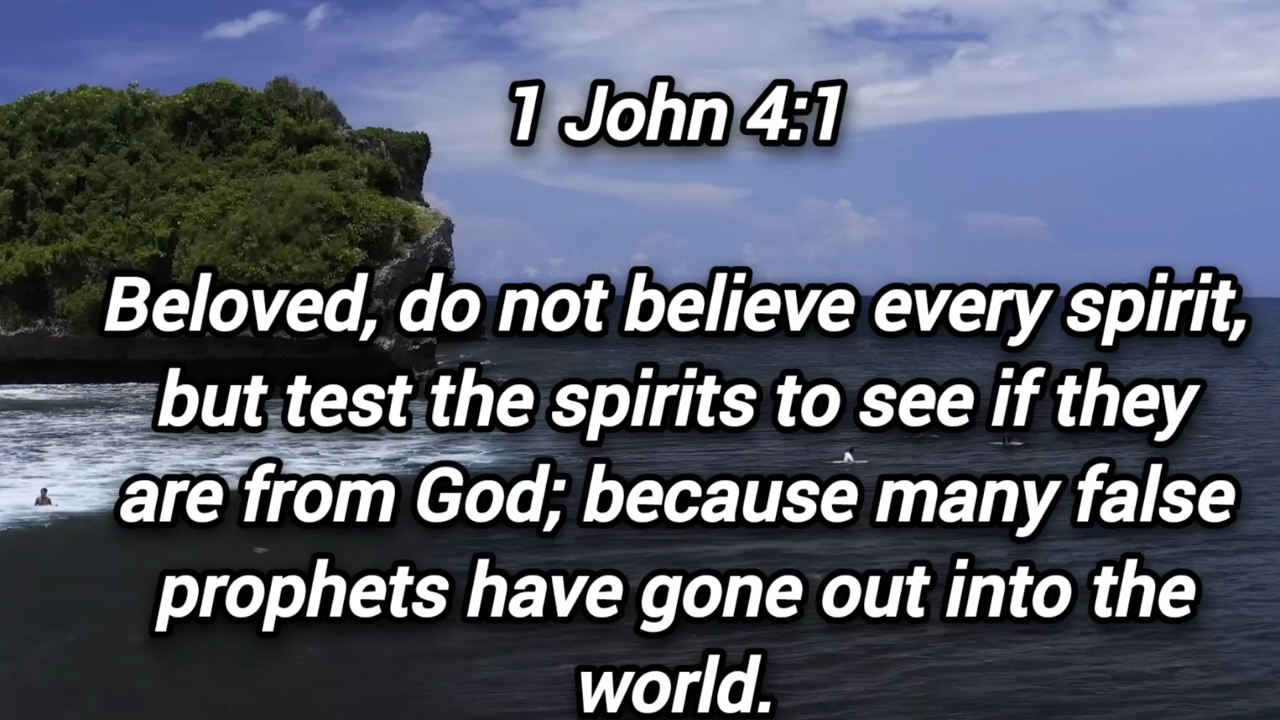 1 John 4:1
Beloved, do not believe every spirit,
but test the spirits to see if they
are from God; because many false
prophets have gone out into the
world.